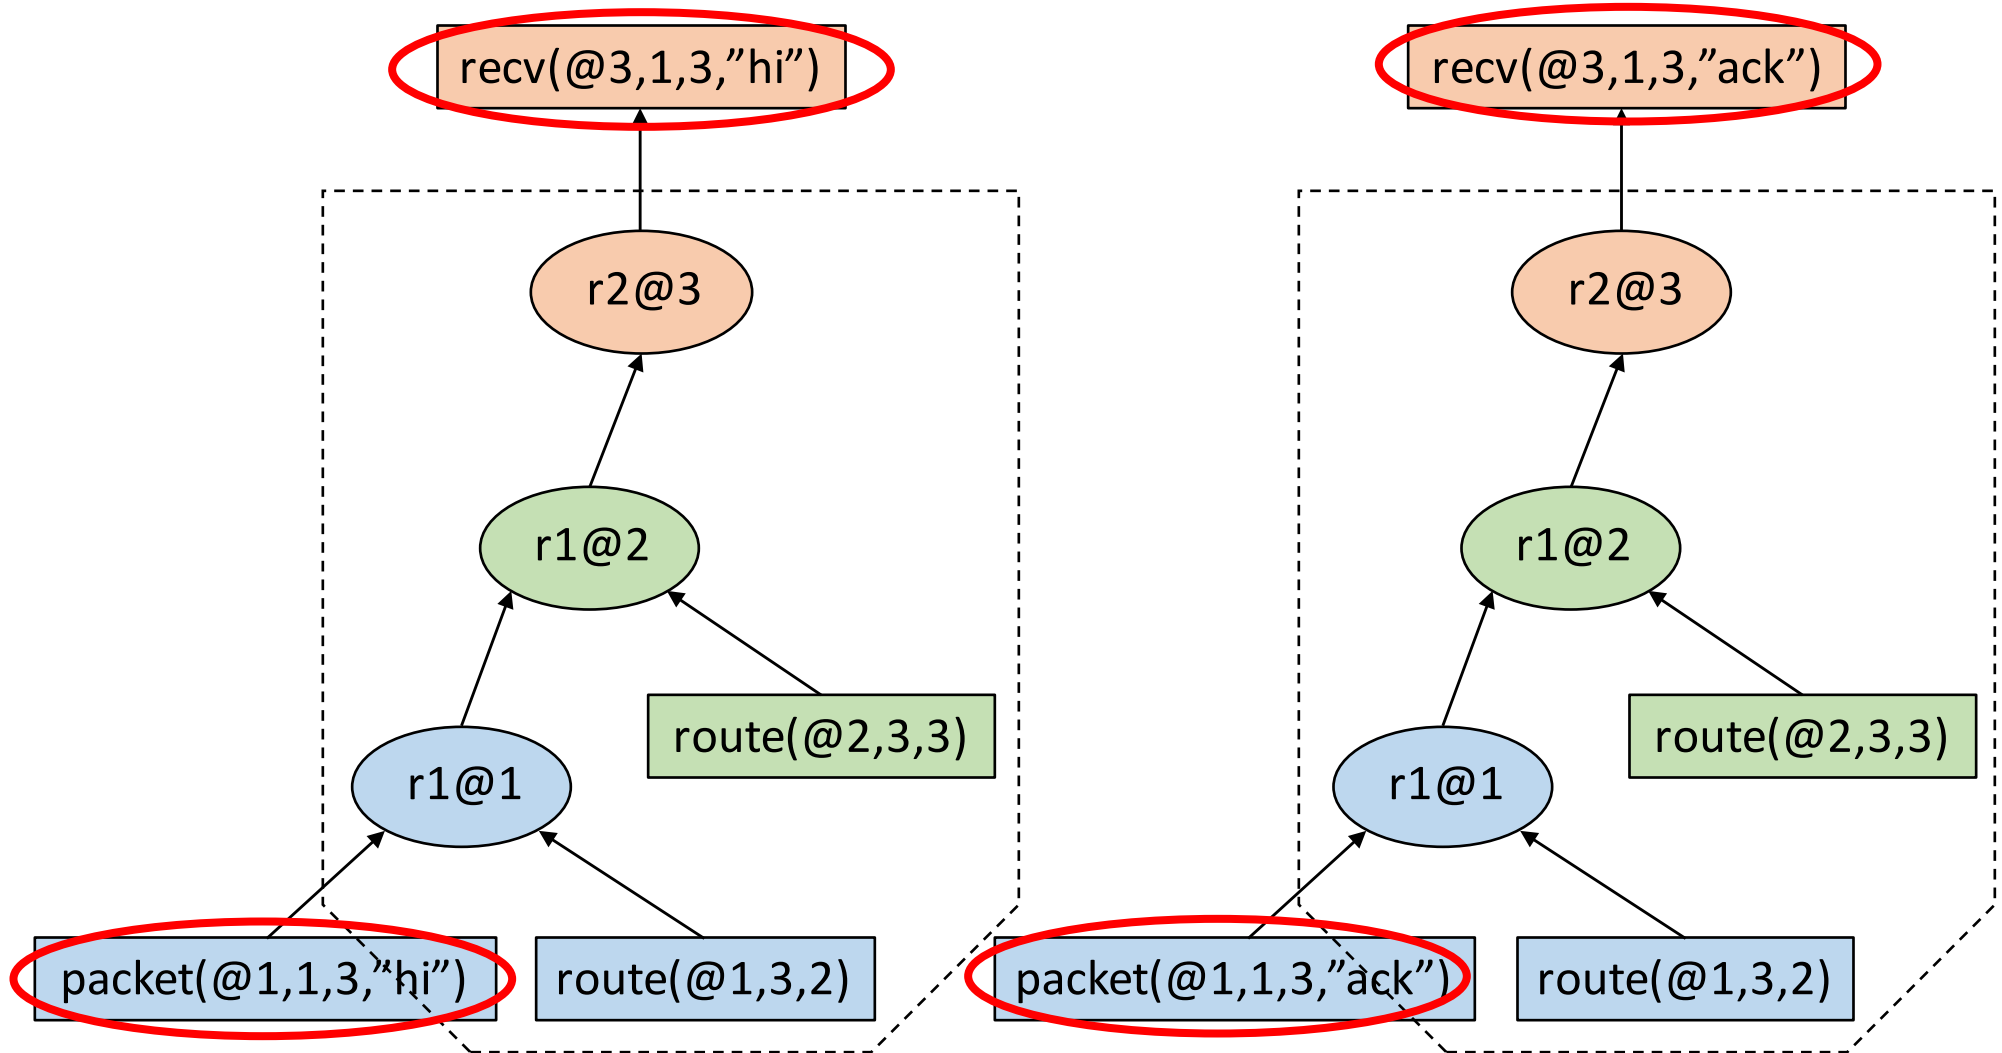 recv(@3,1,3,”hi”)
r2@3
r1@2
route(@2,3,3)
r1@1
packet(@1,1,3,”hi”)
route(@1,3,2)
recv(@3,1,3,”ack”)
r2@3
r1@2
route(@2,3,3)
r1@1
packet(@1,1,3,”ack”)
route(@1,3,2)